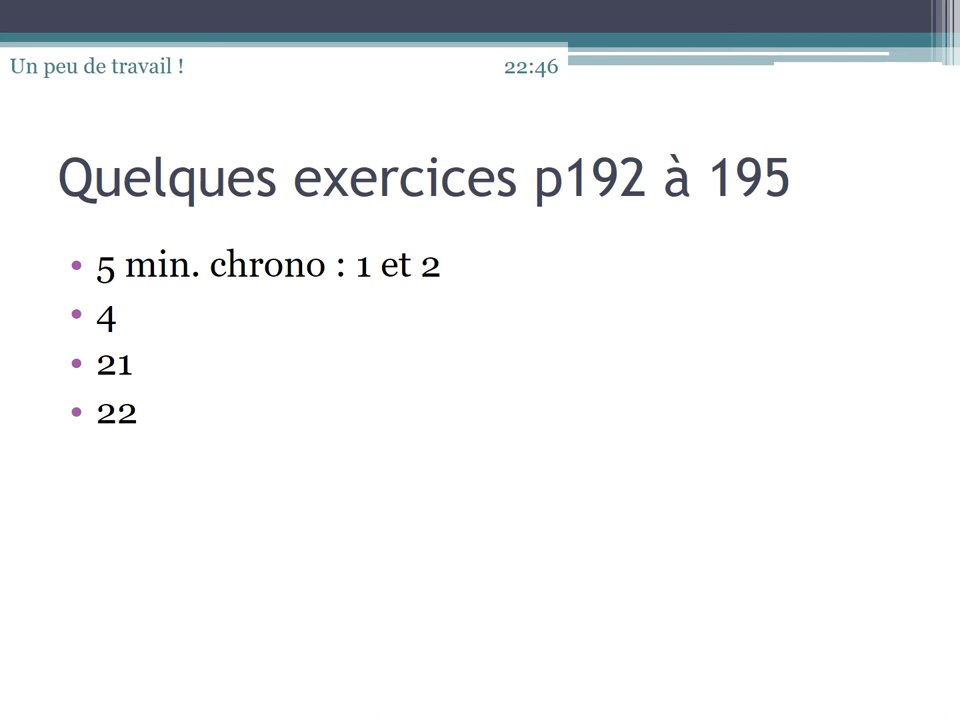 Un peu de travail !
22:46
Quelques exercices p192 à 195
• 5 min. chrono : 1 et 2
• 4
• 21
• 22